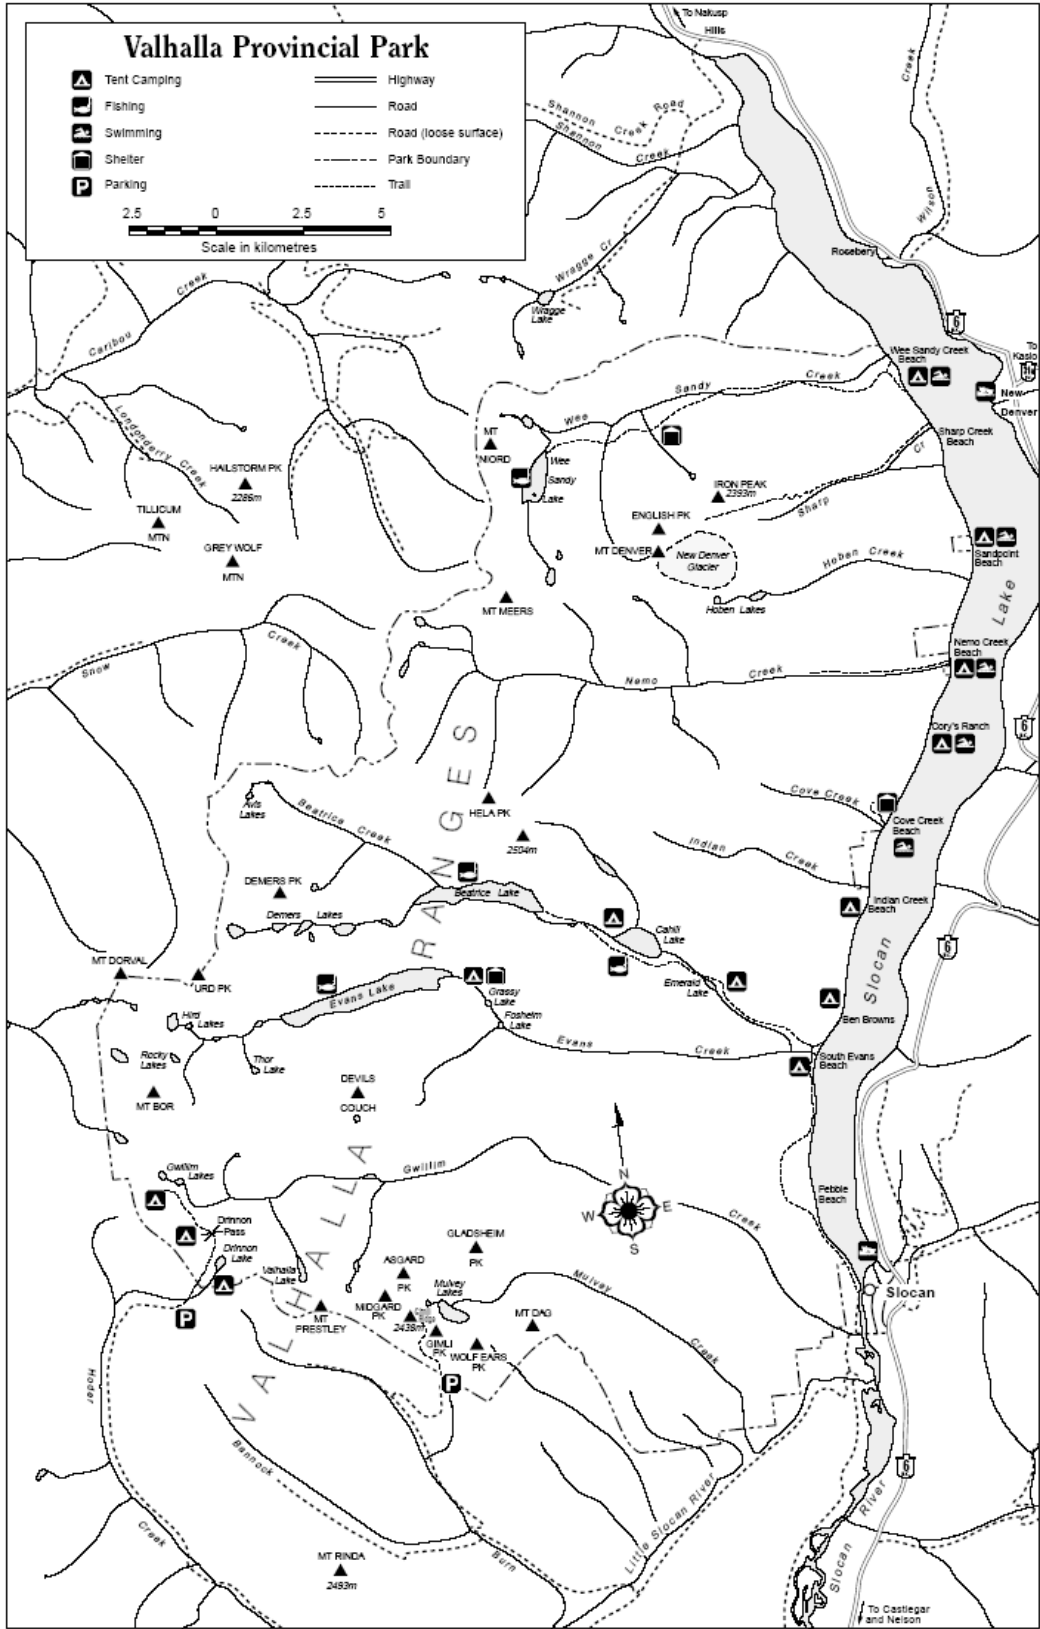 Valhalla Provincial Park
Tent Camping
Fishing
Swimming
Shelter
P Parking
Highway
Road
Road (loose surface)
Park Boundary
Trail
2.5 0 2.5 5
Scale in kilometres
To Nakusp
Hills
Shannon Creek Road
Shannon Creek
Creek
Wilson
Wragge Cr
Wragge
Lake
Rosebery
6
To
Kaslo
New
Denver
Caribou Creek
Londonderry Creek
HAILSTORM PK
2286m
TILLICUM
MTN
GREY WOLF
MTN
MT
NIORD
Wee Sandy Creek
Wee
Sandy
Lake
Wee Sandy Creek
Beach
Sharp Creek
Beach
Sharp Cr
IRON PEAK
2393m
ENGLISH PK
MT DENVER
New Denver
Glacier
Hoben Creek
Hoben Lakes
Sandpoint
Beach
MT MEERS
Snow Creek
Nemo Creek
Nemo Creek
Beach
Slocan Lake
Cory's Ranch
6
Cove Creek
Cove Creek
Beach
Indian Creek
Indian Creek
Beach
6
Avis
Lakes
Beatrice Creek
HELA PK
2504m
DEMERS PK
Demers Lakes
Beatrice Lake
Cahill
Lake
Emerald
Lake
MT DORVAL
URD PK
Evans Lake
Grassy
Lake
Fosheim
Lake
Hird
Lakes
Rocky
Lakes
Thor
Lake
MT BOR
DEVILS
COUCH
Evans Creek
Ben Browns
South Evans
Beach
VALHALLA RANGES
Gwillim
Lakes
Gwillim Creek
N
W E
S
Pebble
Beach
Drinnon
Pass
Drinnon
Lake
Valhalla
Lake
GLADSHEIM
PK
ASGARD
PK
MIDGARD
PK
Mulvey
Lakes
Mulvey Creek
MT
PRESTLEY
2438m
GIMLI
PK
WOLF EARS
PK
MT DAG
P
P
Slocan
Hoder Creek
Bannock Burn
Little Slocan River
6
Slocan River
MT RINDA
2493m
To Castlegar
and Nelson